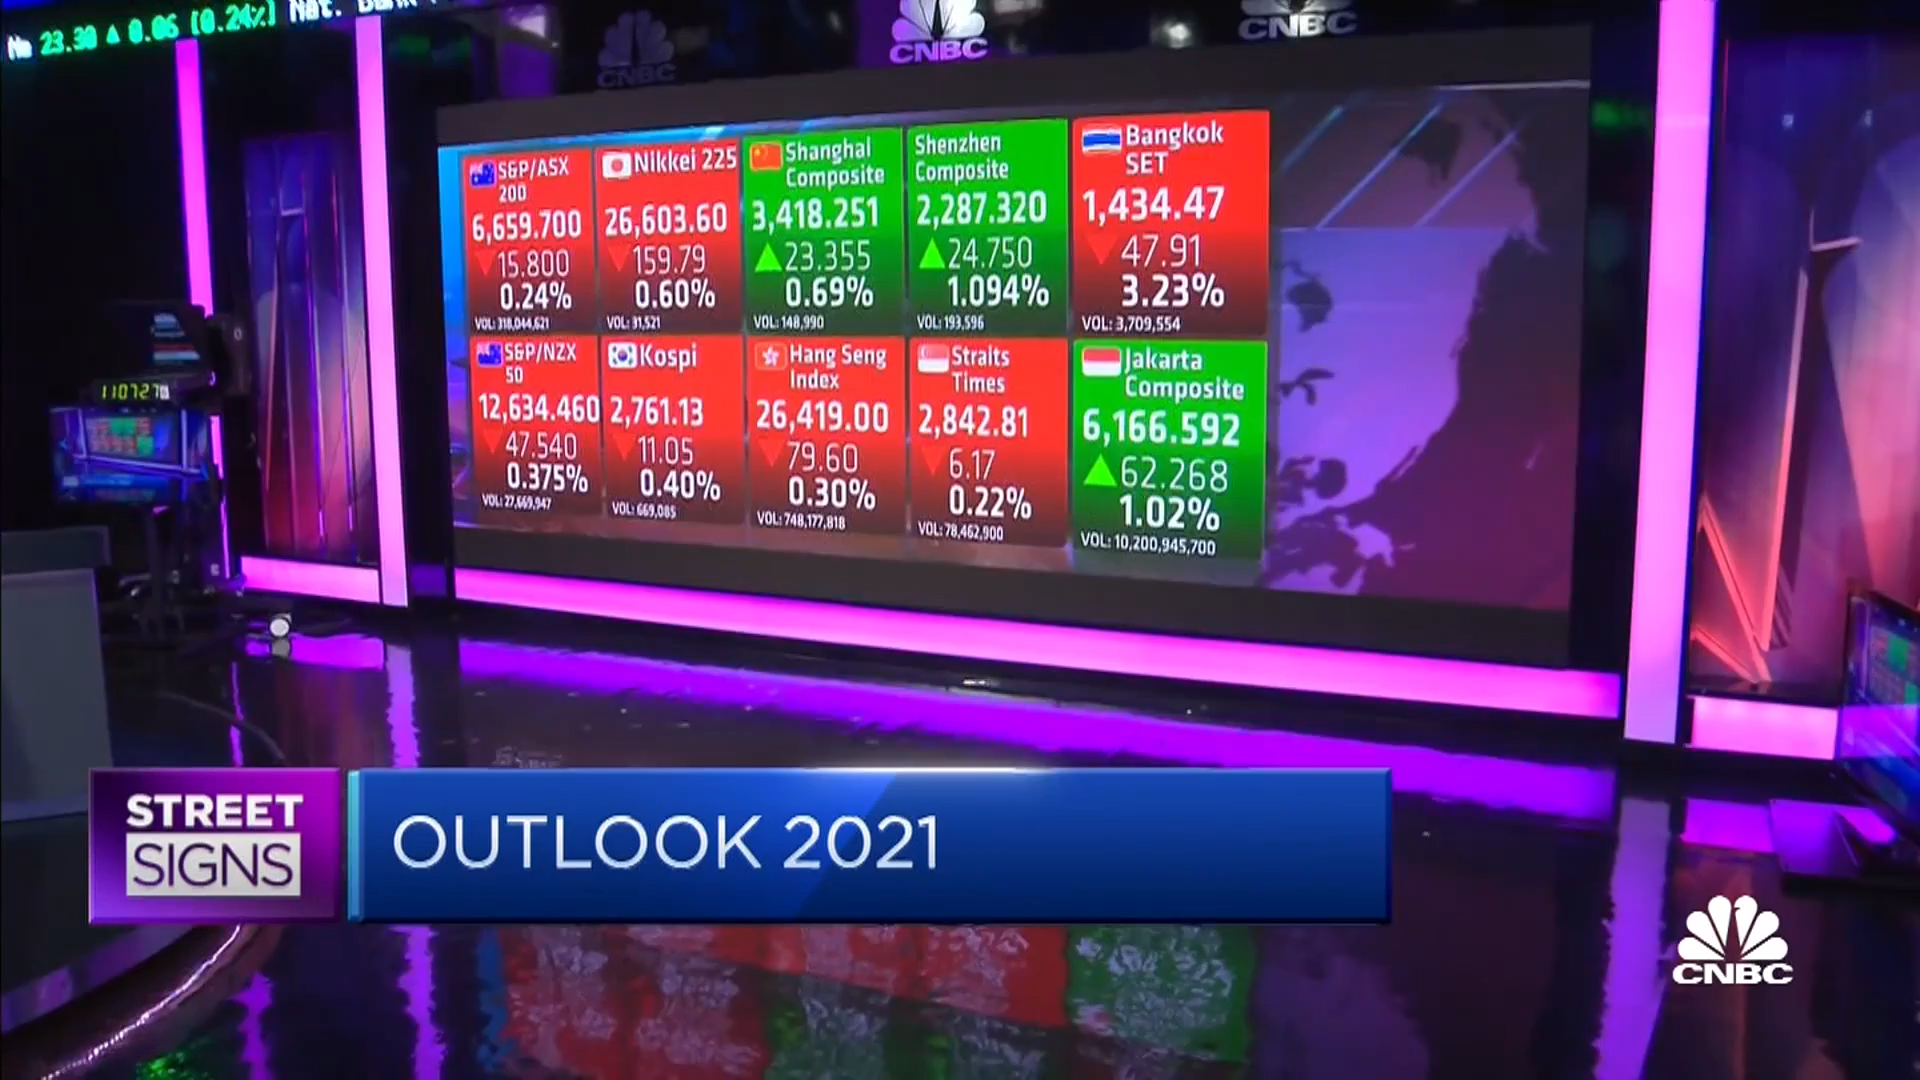 23.30 ▲ 0.06 (0.24%) Nat.
CNBC
CNBC
CNBC
S&P/ASX
200
6,659.700
▼15.800
0.24%
VOL: 318,044,621
Nikkei 225
26,603.60
▼159.79
0.60%
VOL: 31,521
Shanghai
Composite
3,418.251
▲23.355
0.69%
VOL: 148,990
Shenzhen
Composite
2,287.320
▲24.750
1.094%
VOL: 193,596
Bangkok
SET
1,434.47
▼47.91
3.23%
VOL: 3,709,554
S&P/NZX
50
12,634.460
▼47.540
0.375%
VOL: 27,669,947
Kospi
2,761.13
▼11.05
0.40%
VOL: 669,085
Hang Seng
Index
26,419.00
▼79.60
0.30%
VOL: 748,177,818
Straits
Times
2,842.81
▼6.17
0.22%
VOL: 78,462,900
Jakarta
Composite
6,166.592
▲62.268
1.02%
VOL: 10,200,945,700
STREET
SIGNS
OUTLOOK 2021
CNBC